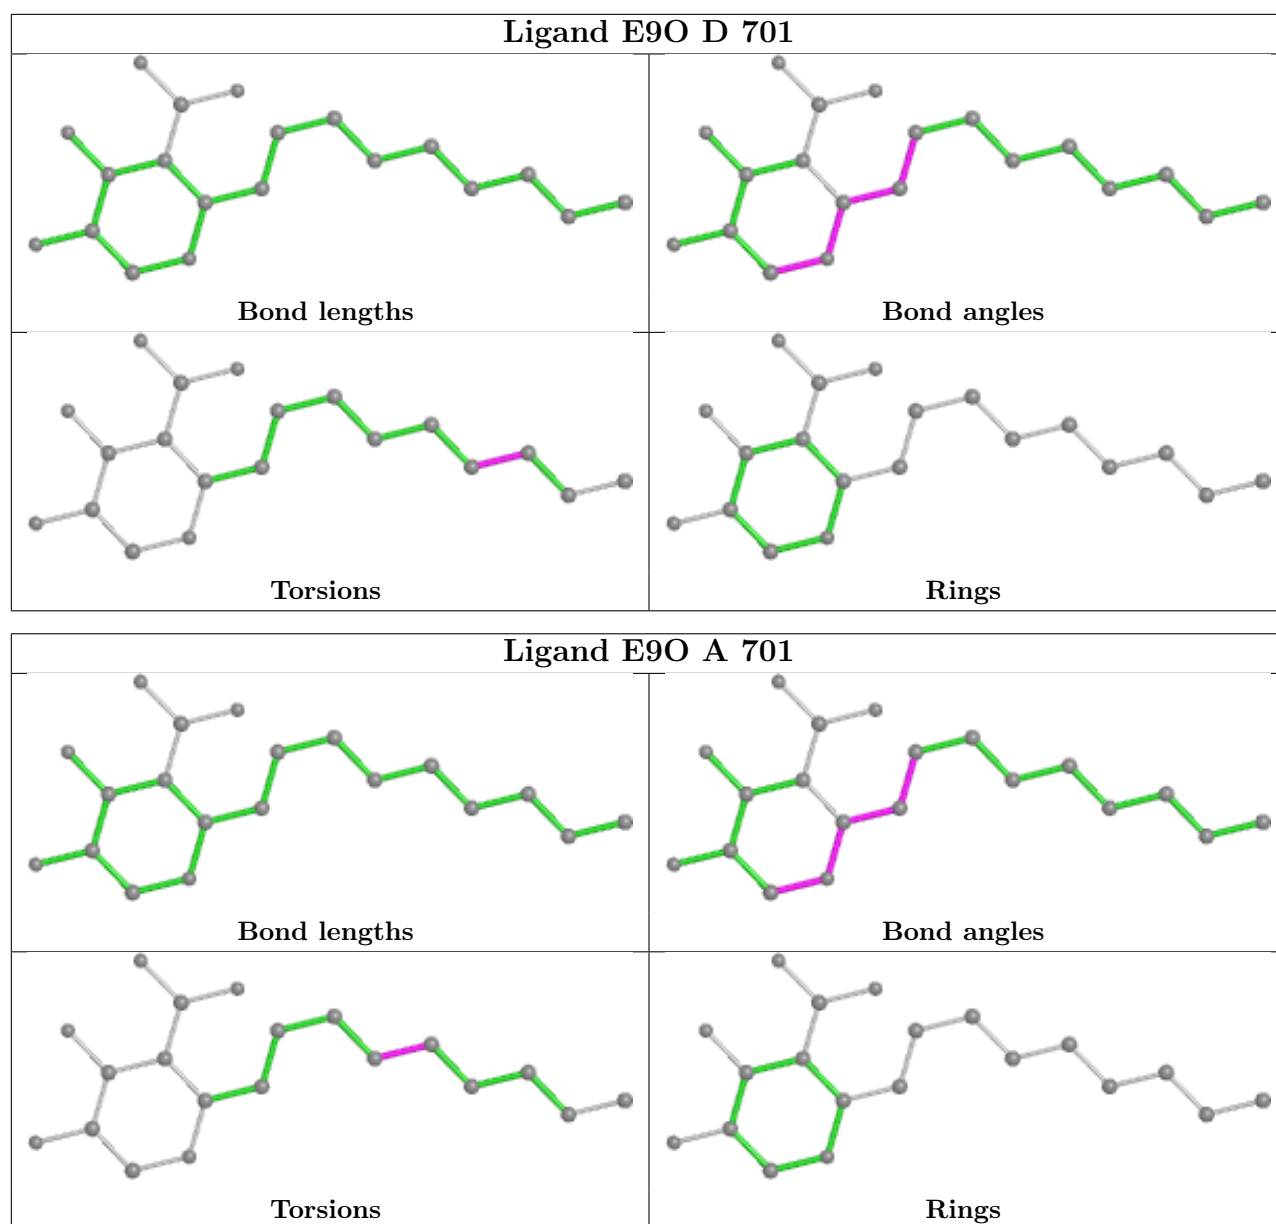 Ligand E9O D 701
Bond lengths
Bond angles
Torsions
Rings
Ligand E9O A 701
Bond lengths
Bond angles
Torsions
Rings